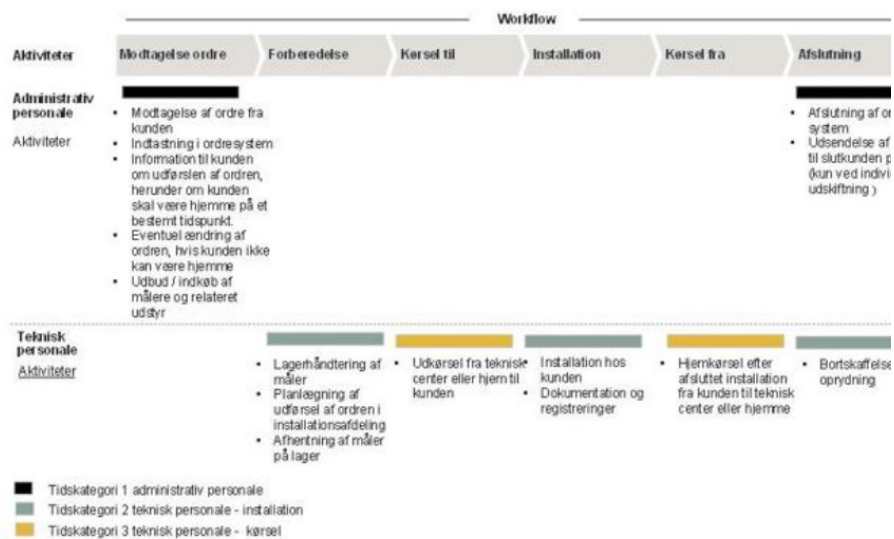 Workflow
Aktiviteter
Modtagelse ordre
Forberedelse
Kørsel til
Installation
Kørsel fra
Afslutning
Administrativ
personale
Aktiviteter
• Modtagelse af ordre fra
kunden
• Indtastning i ordresystem
• Information til kunden
om udførslen af ordren,
herunder om kunden
skal være hjemme på et
bestemt tidspunkt.
• Eventuel ændring af
ordren, hvis kunden ikke
kan være hjemme
• Udbud / indkøb af
målere og relateret
udstyr
• Afslutning af
system
• Udsendelse af
til slutkunden
(kun ved
udskiftning )
Teknisk
personale
Aktiviteter
• Lagerhåndtering af
måler
• Planlægning af
udførsel af ordren i
installationsafdeling
• Afhentning af måler
på lager
• Udkørsel fra teknisk
center eller hjem til
kunden
• Installation hos
kunden
• Dokumentation og
registreringer
• Hjemkørsel efter
afsluttet installation
fra kunden til teknisk
center eller hjemme
• Bortskaffelse
oprydning
Tidskategori 1 administrativ personale
Tidskategori 2 teknisk personale - installation
Tidskategori 3 teknisk personale - kørsel